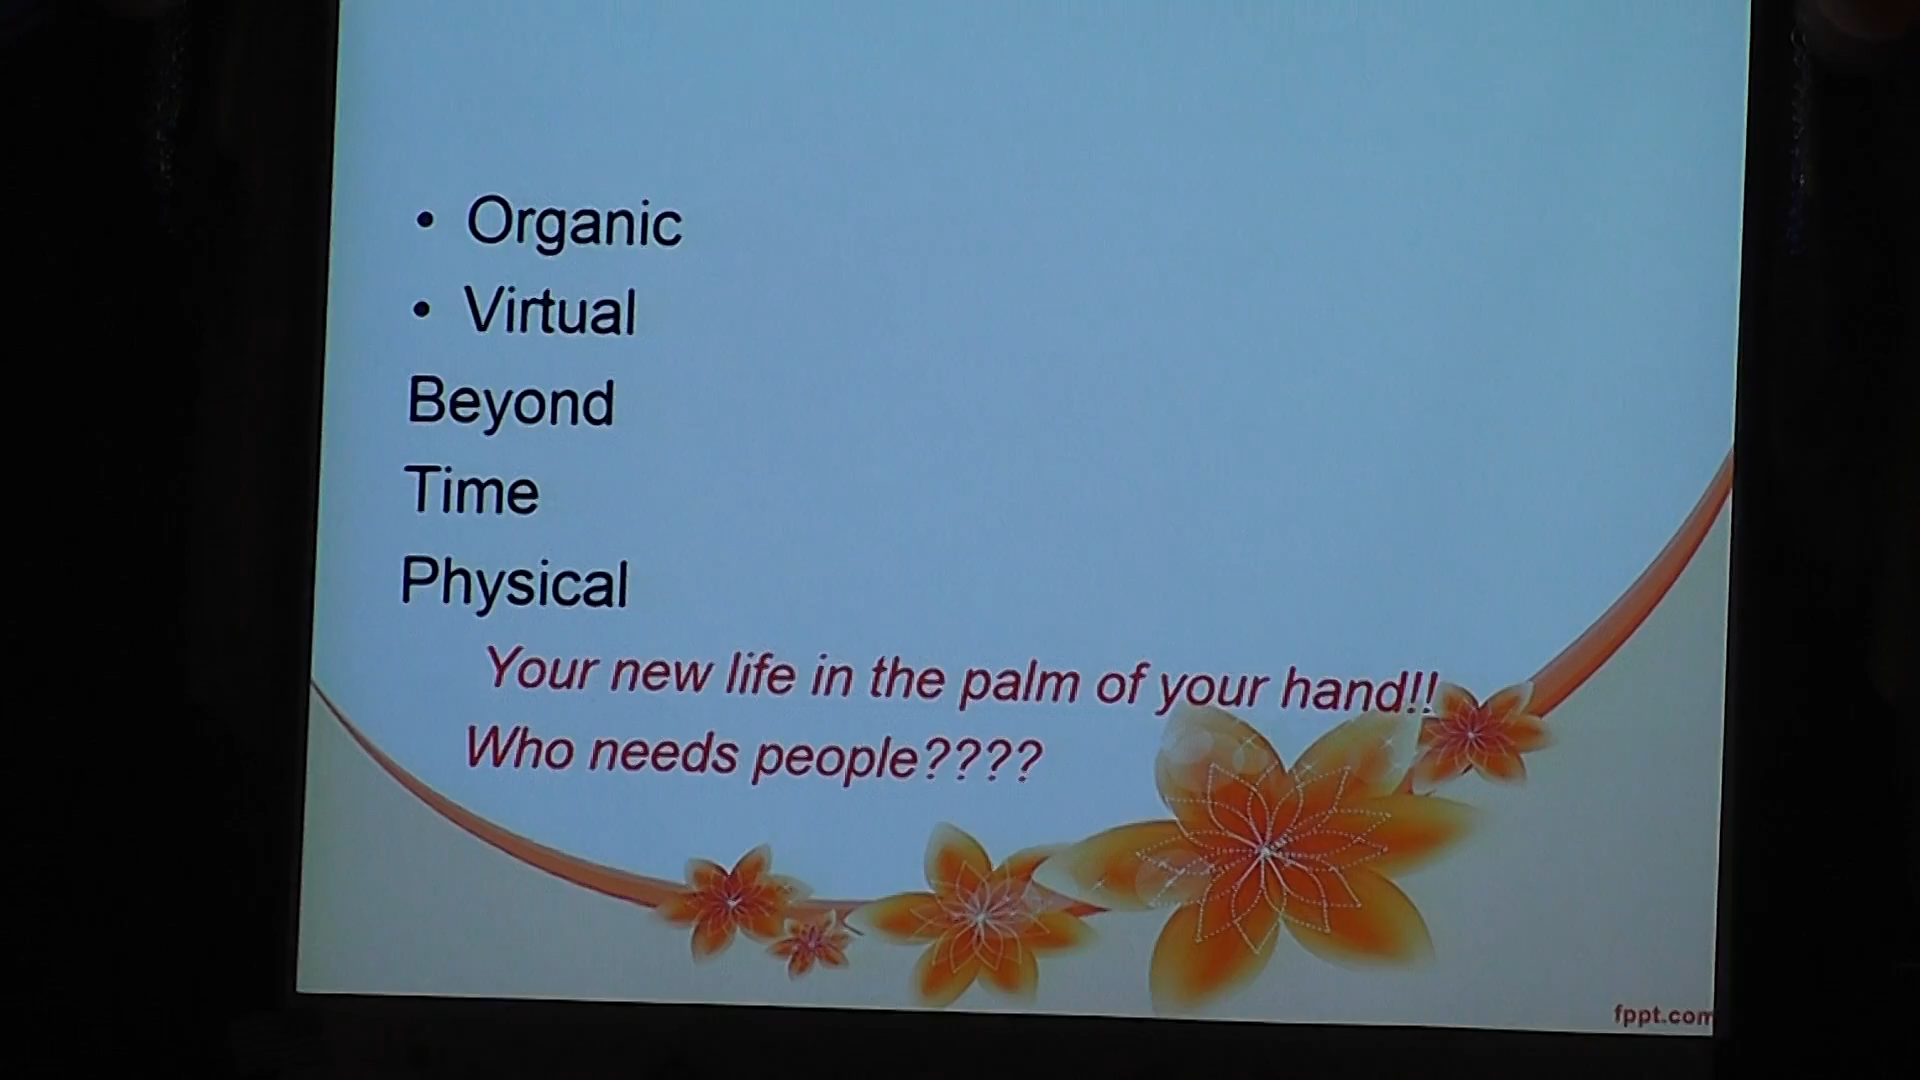 • Organic
• Virtual
Beyond
Time
Physical
Your new life in the palm of your hand!!
Who needs people????
fppt.com